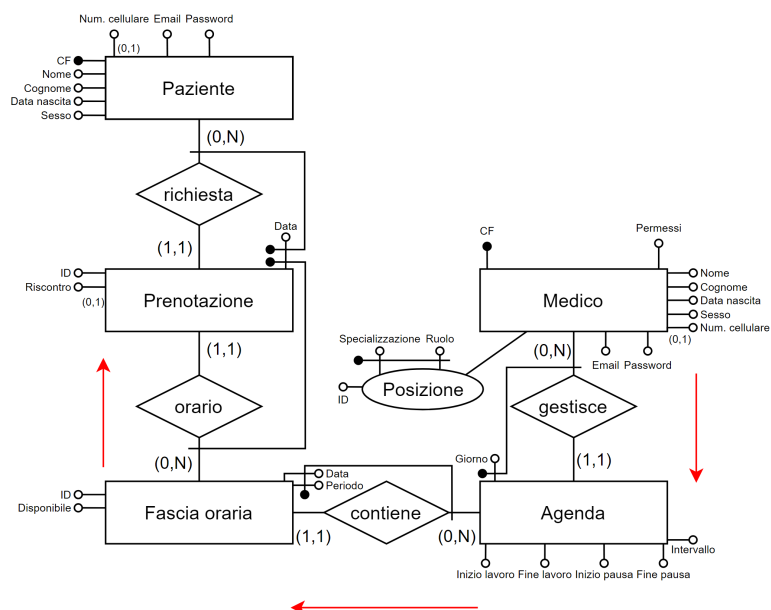 Num. cellulare Email Password
(0,1)
CF
Nome
Cognome
Data nascita
Sesso
Paziente
(0,N)
richiesta
(1,1)
Data
ID
Riscontro
(0,1)
Prenotazione
(1,1)
orario
(0,N)
ID
Disponibile
Fascia oraria
Data
Periodo
(1,1)
contiene
(0,N)
CF
Permessi
Medico
Nome
Cognome
Data nascita
Sesso
Num. cellulare
(0,1)
Email Password
(0,N)
Specializzazione Ruolo
ID
Posizione
gestisce
(1,1)
Giorno
Agenda
Intervallo
Inizio lavoro Fine lavoro Inizio pausa Fine pausa